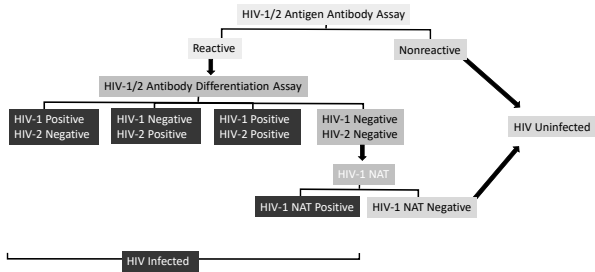 HIV-1/2 Antigen Antibody Assay
Reactive
Nonreactive
HIV-1/2 Antibody Differentiation Assay
HIV-1 Positive
HIV-2 Negative
HIV-1 Negative
HIV-2 Positive
HIV-1 Positive
HIV-2 Positive
HIV-1 Negative
HIV-2 Negative
HIV Uninfected
HIV-1 NAT
HIV-1 NAT Positive
HIV-1 NAT Negative
HIV Infected